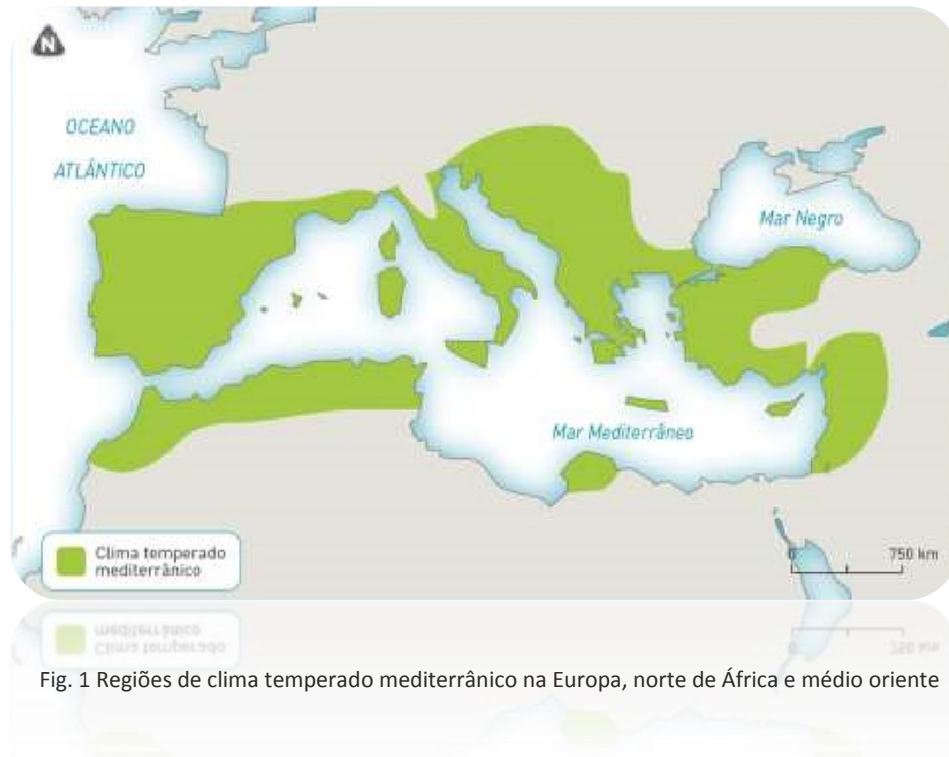 N
OCEANO
ATLÂNTICO
Mar Negro
Mar Mediterrâneo
Clima temperado
mediterrânico
0 750 km
Fig. 1 Regiões de clima temperado mediterrânico na Europa, norte de África e médio oriente